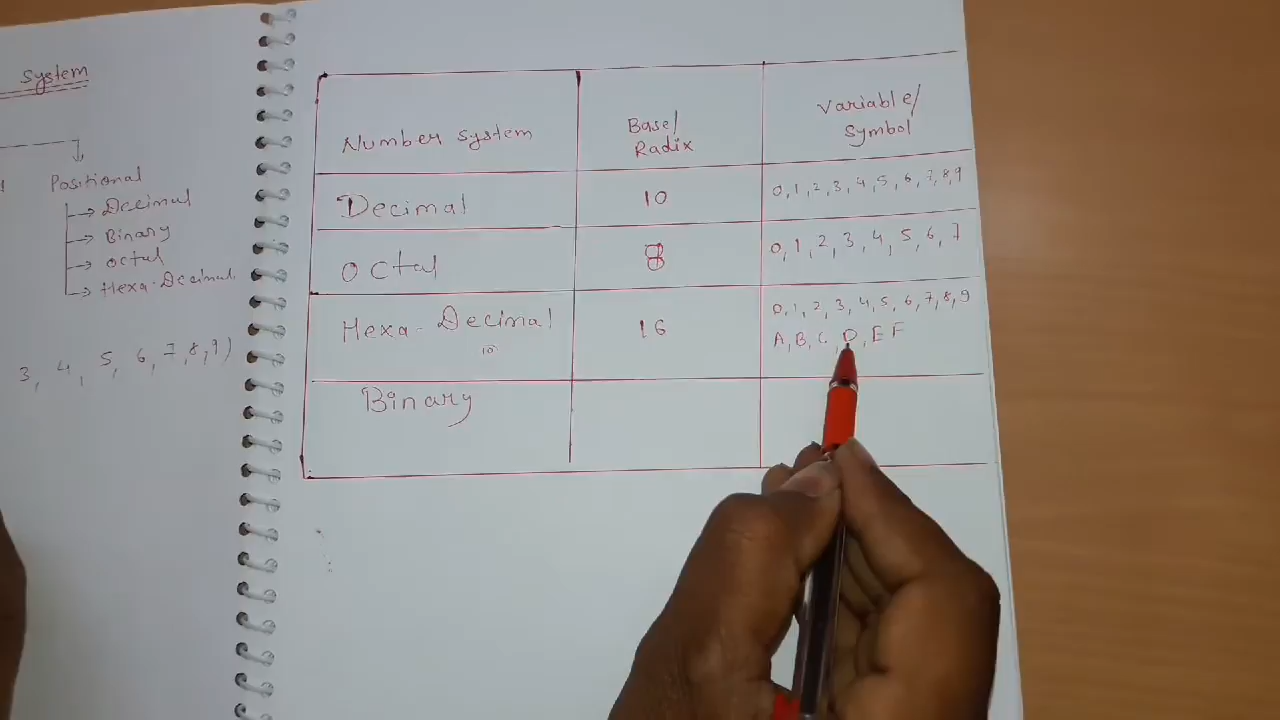 System
Positional
Decimal
Binary
octal
Hexa-Decimal
3, 4, 5, 6, 7, 8, 9)
Number System
Base/
Radix
Variable/
Symbol
Decimal
10
0, 1, 2, 3, 4, 5, 6, 7, 8, 9
Octal
8
0, 1, 2, 3, 4, 5, 6, 7
Hexa-Decimal
10
16
0, 1, 2, 3, 4, 5, 6, 7, 8, 9
A, B, C, D, E F
Binary